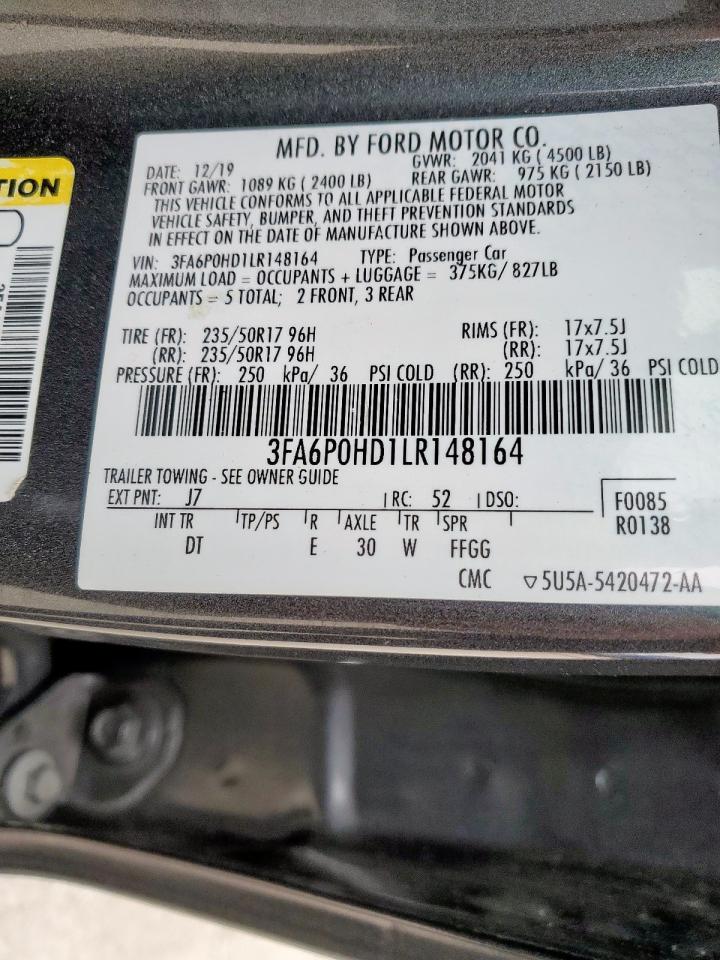 MFD. BY FORD MOTOR CO.
DATE: 12/19 GVWR: 2041 KG ( 4500 LB)
FRONT GAWR: 1089 KG ( 2400 LB) REAR GAWR: 975 KG ( 2150 LB)
THIS VEHICLE CONFORMS TO ALL APPLICABLE FEDERAL MOTOR
VEHICLE SAFETY, BUMPER, AND THEFT PREVENTION STANDARDS
IN EFFECT ON THE DATE OF MANUFACTURE SHOWN ABOVE.
VIN: 3FA6P0HD1LR148164 TYPE: Passenger Car
MAXIMUM LOAD = OCCUPANTS + LUGGAGE = 375KG/ 827LB
OCCUPANTS = 5 TOTAL; 2 FRONT, 3 REAR
TIRE (FR): 235/50R17 96H RIMS (FR): 17x7.5J
(RR): 235/50R17 96H (RR): 17x7.5J
PRESSURE (FR): 250 kPa/ 36 PSI COLD (RR): 250 kPa/ 36 PSI COLD
3FA6P0HD1LR148164
TRAILER TOWING - SEE OWNER GUIDE
EXT PNT: J7 RC: 52 DSO: F0085
R0138
INT TR TP/PS R AXLE TR SPR
DT E 30 W FFGG
CMC ▽5U5A-5420472-AA
TION